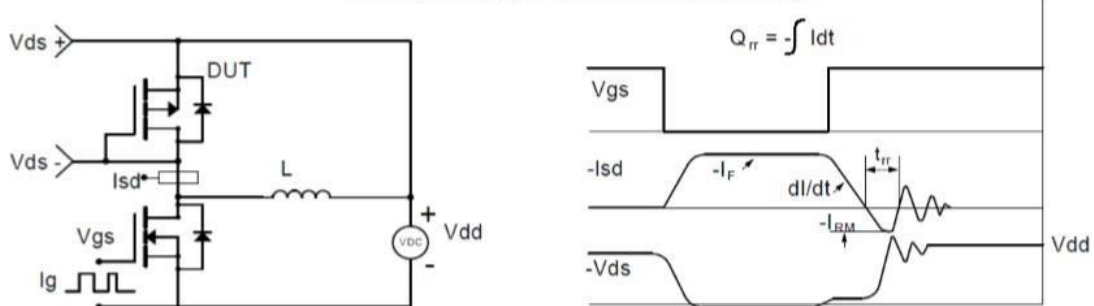 Vds +
DUT
Vds -
Isd
L
Vgs
Ig
VDC
+
Vdd
-
Qrr = -∫ Idt
Vgs
-Isd
-IF
dI/dt
trr
-IRM
Vdd
-Vds